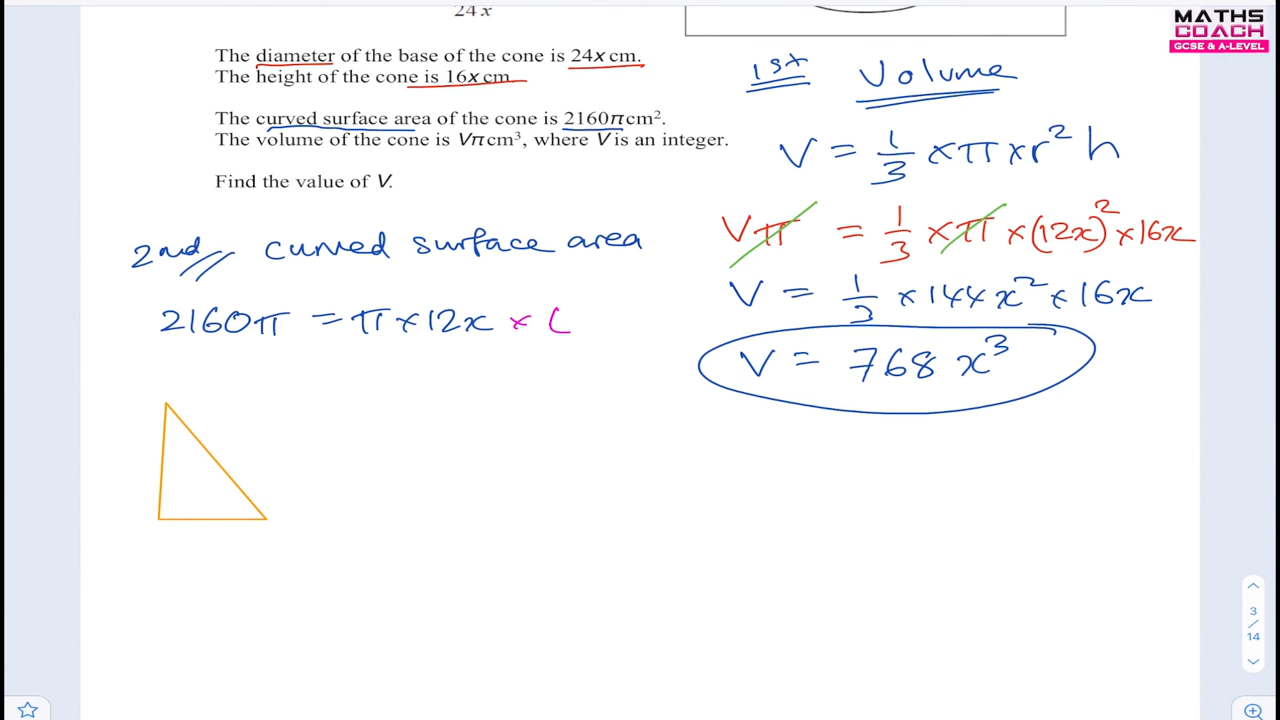 24x
MATHS
COACH
GCSE & A-LEVEL
The diameter of the base of the cone is 24x cm.
The height of the cone is 16x cm.
The curved surface area of the cone is 2160π cm².
The volume of the cone is Vπ cm³, where V is an integer.
Find the value of V.
1st Volume
V = 1/3 × π × r² h
Vπ = 1/3 × π × (12x)² × 16x
V = 1/3 × 144x² × 16x
V = 768 x³
2nd curved surface area
2160π = π × 12x × (
3
/
14